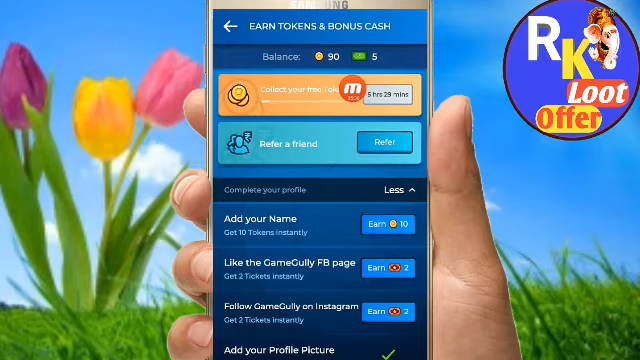 SAMSUNG
EARN TOKENS & BONUS CASH
Balance: 90 5
Collect your free Tok
5 hrs 29 mins
Refer a friend
Refer
Complete your profile
Less
Add your Name
Get 10 Tokens instantly
Earn 10
Like the GameGully FB page
Get 2 Tickets instantly
Earn 2
Follow GameGully on Instagram
Get 2 Tickets instantly
Earn 2
Add your Profile Picture
RK
Loot
Offer